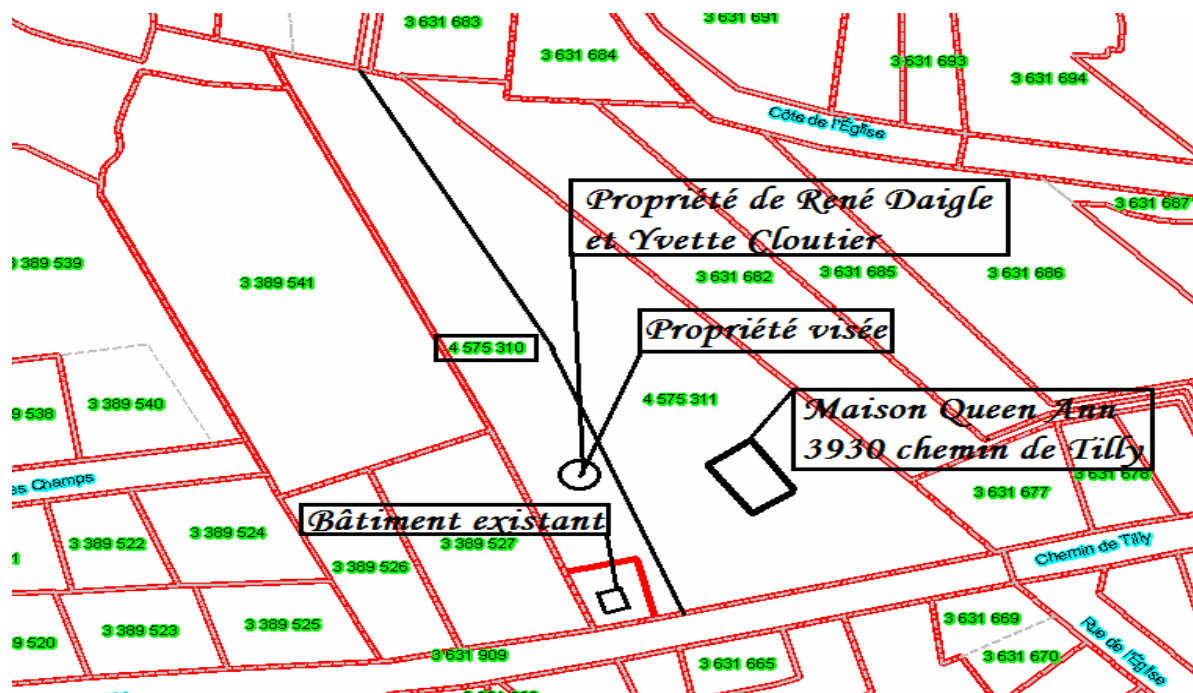 3 631 683
3 631 691
3 631 684
3 631 693
3 631 694
Côte de l'Église
Propriété de René Daigle
et Yvette Cloutier
3 631 687
3 389 539
3 389 541
3 631 682
3 631 685
3 631 686
Propriété visée
4 575 310
9 538
3 389 540
4 575 311
Maison Queen Ann
3930 chemin de Tilly
es Champs
3 631 677
3 631 678
Bâtiment existant
1
3 389 522
3 389 524
3 389 527
3 389 526
Chemin de Tilly
9 520
3 389 523
3 389 525
3 631 669
Rue de
l'Église
3 631 909
3 631 665
3 631 670